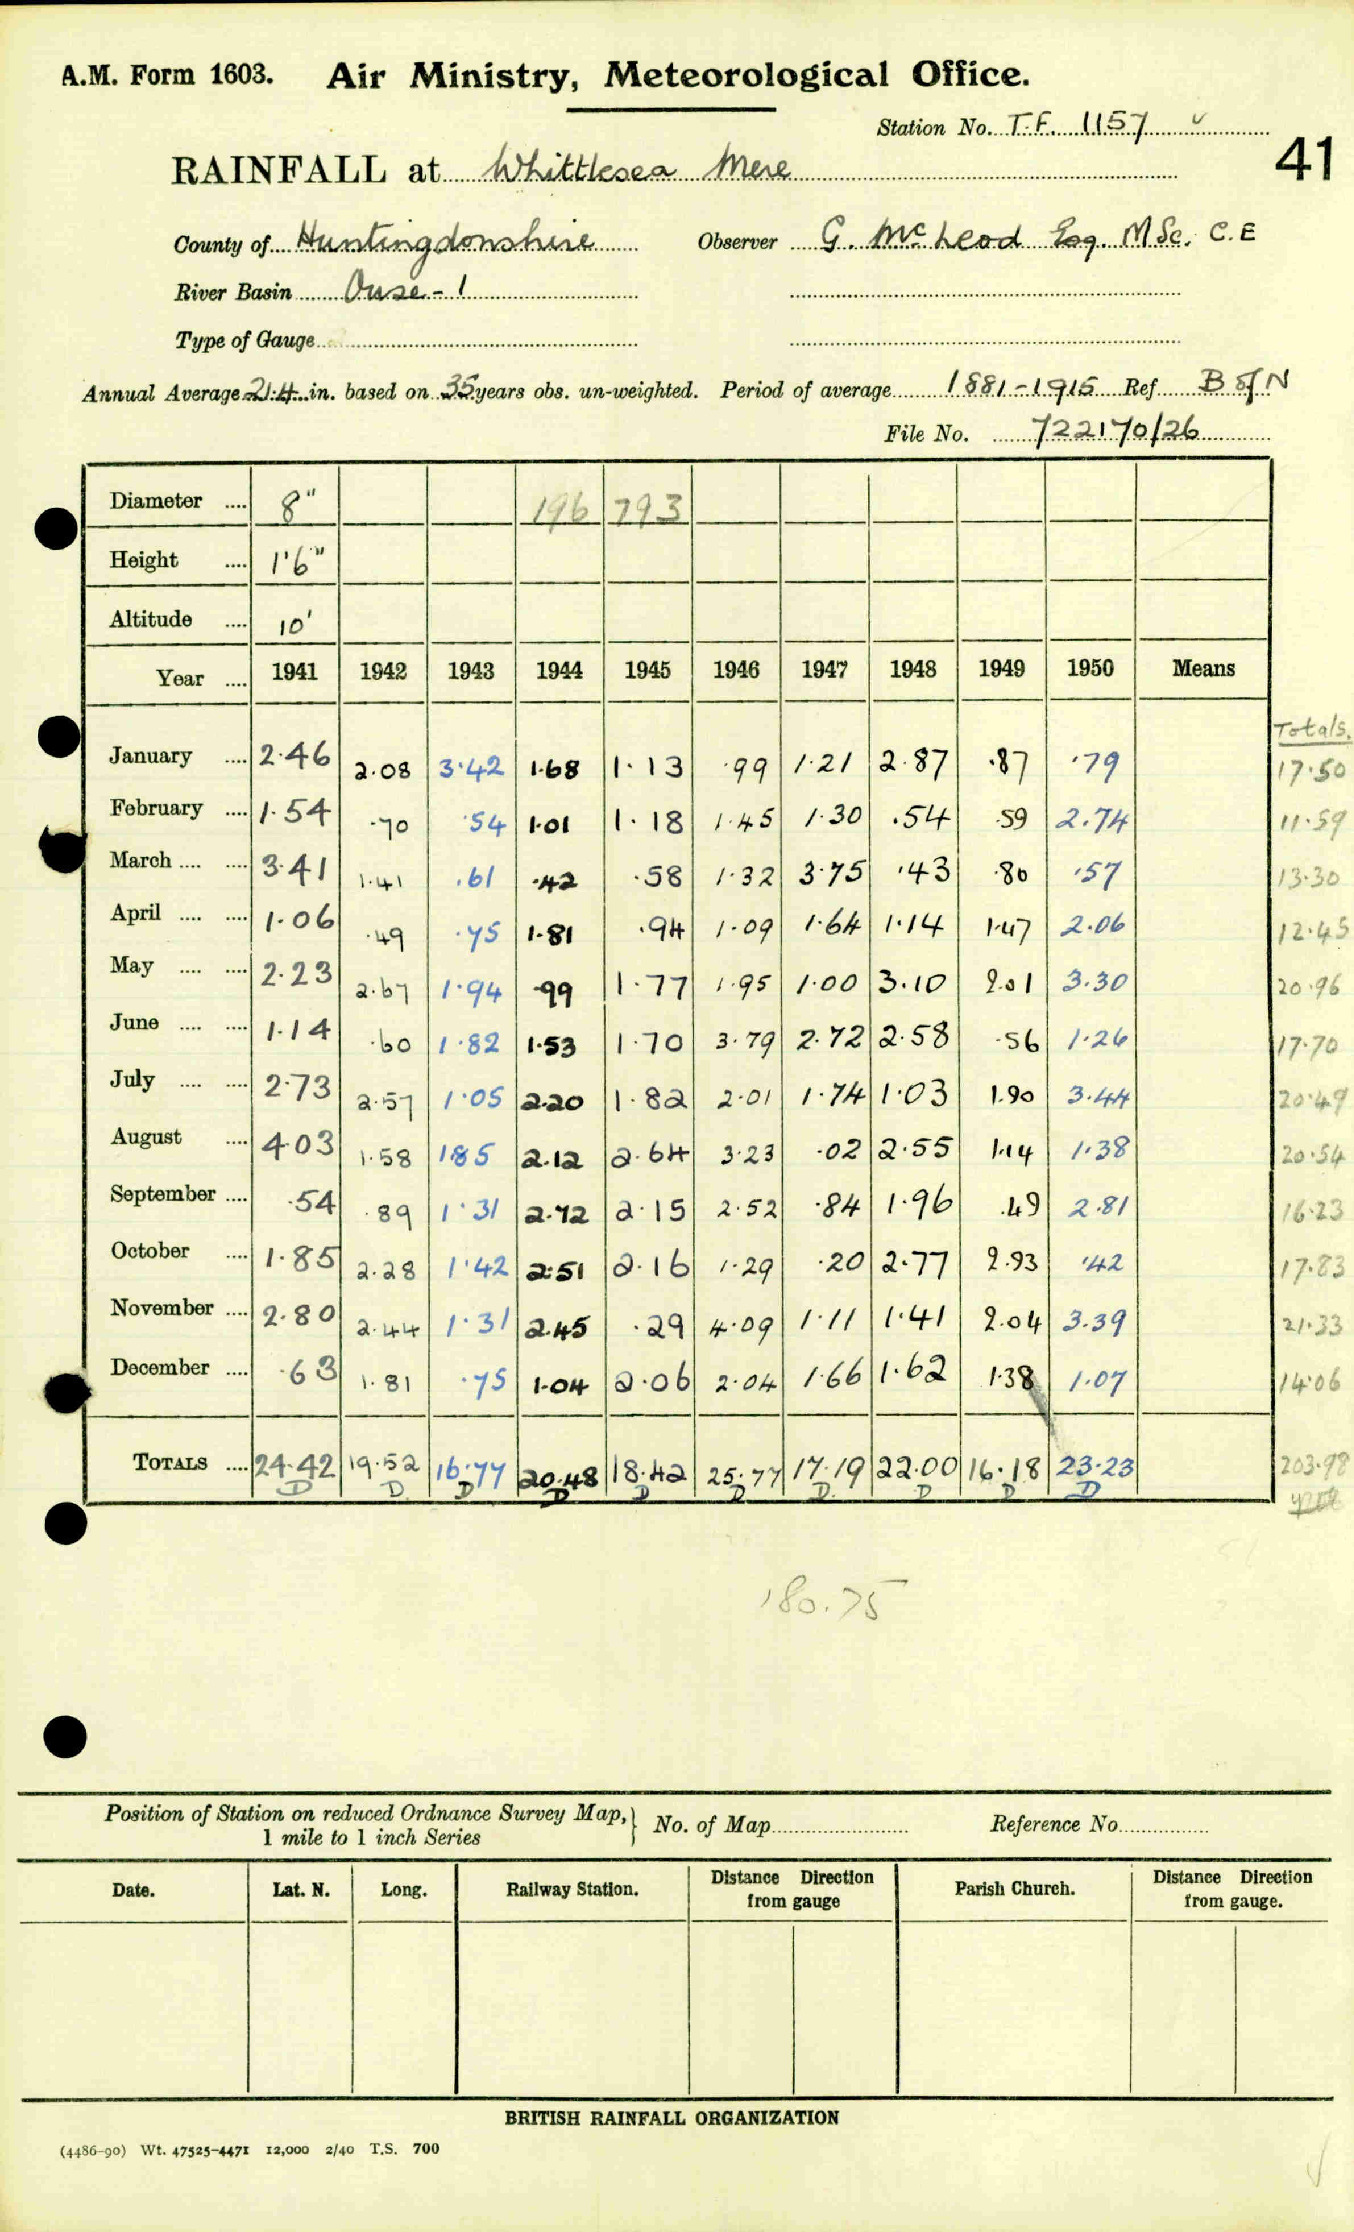 A.M. Form 1603. Air Ministry, Meteorological Office.
Station No. T.F. 1157
41
RAINFALL at Whittlesea Mere
County of Huntingdonshire Observer G. McLeod Esq. M Sc. C.E
River Basin Ouse - 1
Type of Gauge
Annual Average 21.4 in. based on 35 years obs. un-weighted. Period of average 1881-1915 Ref B of N
File No. 722170/26
Diameter .... 8" 196 793
Height .... 1'6"
Altitude .... 10'
Year .... 1941 1942 1943 1944 1945 1946 1947 1948 1949 1950 Means
Totals.
January .... 2.46 2.08 3.42 1.68 1.13 .99 1.21 2.87 .87 .79 17.50
February .... 1.54 .70 .54 1.01 1.18 1.45 1.30 .54 .59 2.74 11.59
March .... .... 3.41 1.41 .61 .42 .58 1.32 3.75 .43 .80 .57 13.30
April .... .... 1.06 .49 .75 1.81 .94 1.09 1.64 1.14 1.47 2.06 12.45
May .... .... 2.23 2.67 1.94 .99 1.77 1.95 1.00 3.10 2.01 3.30 20.96
June .... .... 1.14 .60 1.82 1.53 1.70 3.79 2.72 2.58 .56 1.26 17.70
July .... .... 2.73 2.57 1.05 2.20 1.82 2.01 1.74 1.03 1.90 3.44 20.49
August .... 4.03 1.58 1.85 2.12 2.64 3.23 .02 2.55 1.14 1.38 20.54
September .... .54 .89 1.31 2.72 2.15 2.52 .84 1.96 .49 2.81 16.23
October .... 1.85 2.28 1.42 2.51 2.16 1.29 .20 2.77 2.93 .42 17.83
November .... 2.80 2.44 1.31 2.45 .29 4.09 1.11 1.41 2.04 3.39 21.33
December .... .63 1.81 .75 1.04 2.06 2.04 1.66 1.62 1.38 1.07 14.06
TOTALS .... 24.42 19.52 16.77 20.48 18.42 25.77 17.19 22.00 16.18 23.23 203.98
D D D D D D D D D D
180.75
Position of Station on reduced Ordnance Survey Map, } No. of Map Reference No.
1 mile to 1 inch Series
Date. Lat. N. Long. Railway Station. Distance Direction from gauge Parish Church. Distance Direction from gauge.
BRITISH RAINFALL ORGANIZATION
(4486-90) Wt. 47525-4471 12,000 2/40 T.S. 700